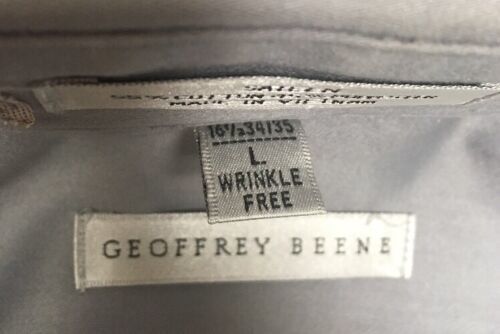 MADE IN VIETNAM
16½ 34/35
L
WRINKLE
FREE
GEOFFREY BEENE